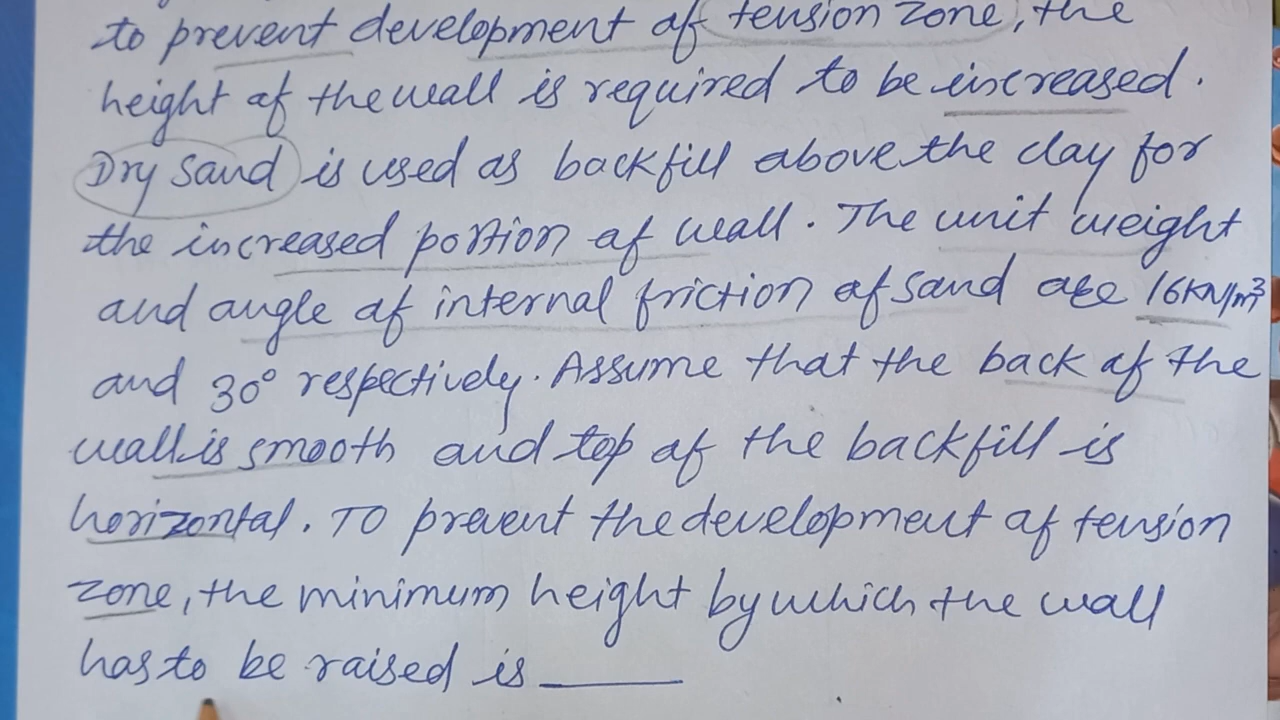 to prevent development of tension zone, the
height of the wall is required to be increased.
Dry sand is used as backfill above the clay for
the increased portion of wall. The unit weight
and angle of internal friction of sand are 16KN/m³
and 30° respectively. Assume that the back of the
wall is smooth and top of the backfill is
horizontal. To prevent the development of tension
zone, the minimum height by which the wall
has to be raised is ______